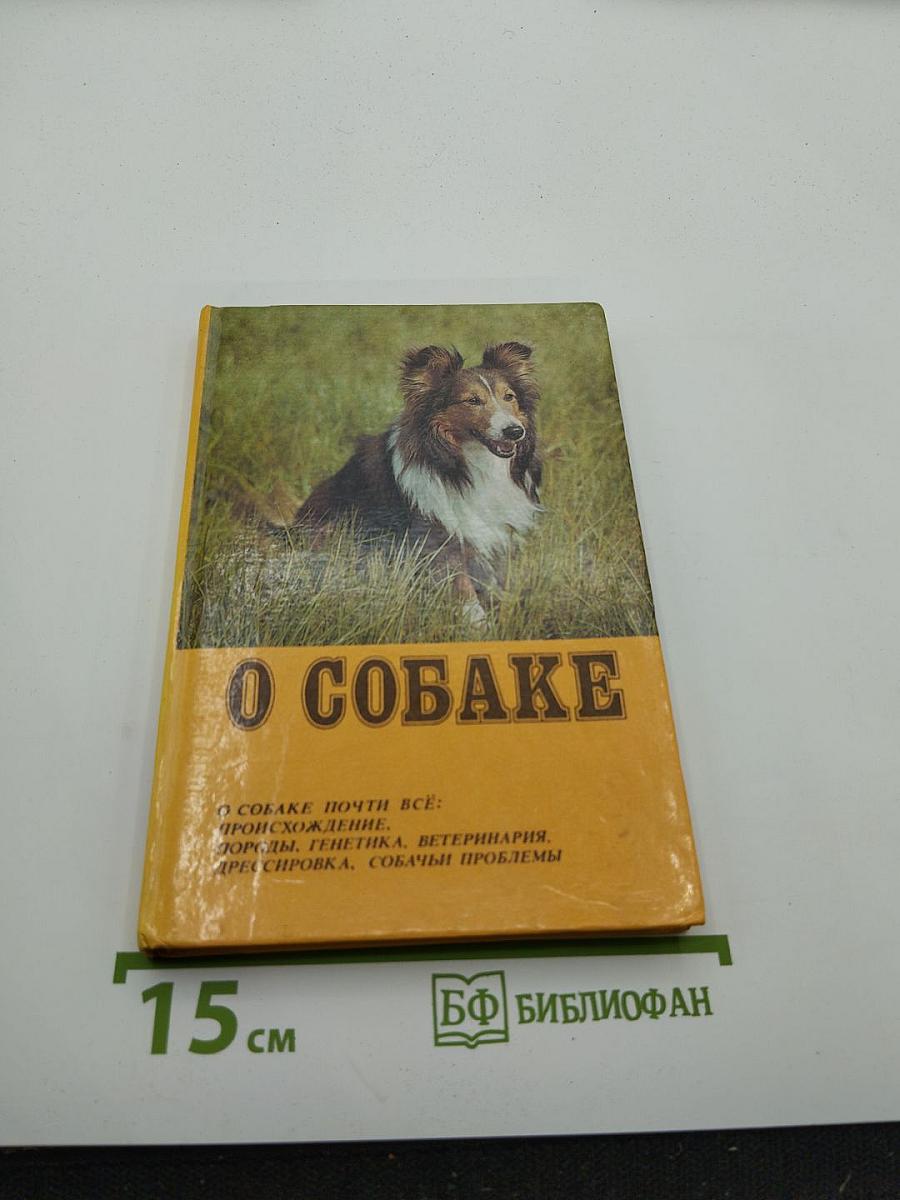 О СОБАКЕ
О СОБАКЕ ПОЧТИ ВСЁ:
ПРОИСХОЖДЕНИЕ,
ПОРОДЫ, ГЕНЕТИКА, ВЕТЕРИНАРИЯ,
ДРЕССИРОВКА, СОБАЧЬИ ПРОБЛЕМЫ
15 см
БФ БИБЛИОФАН